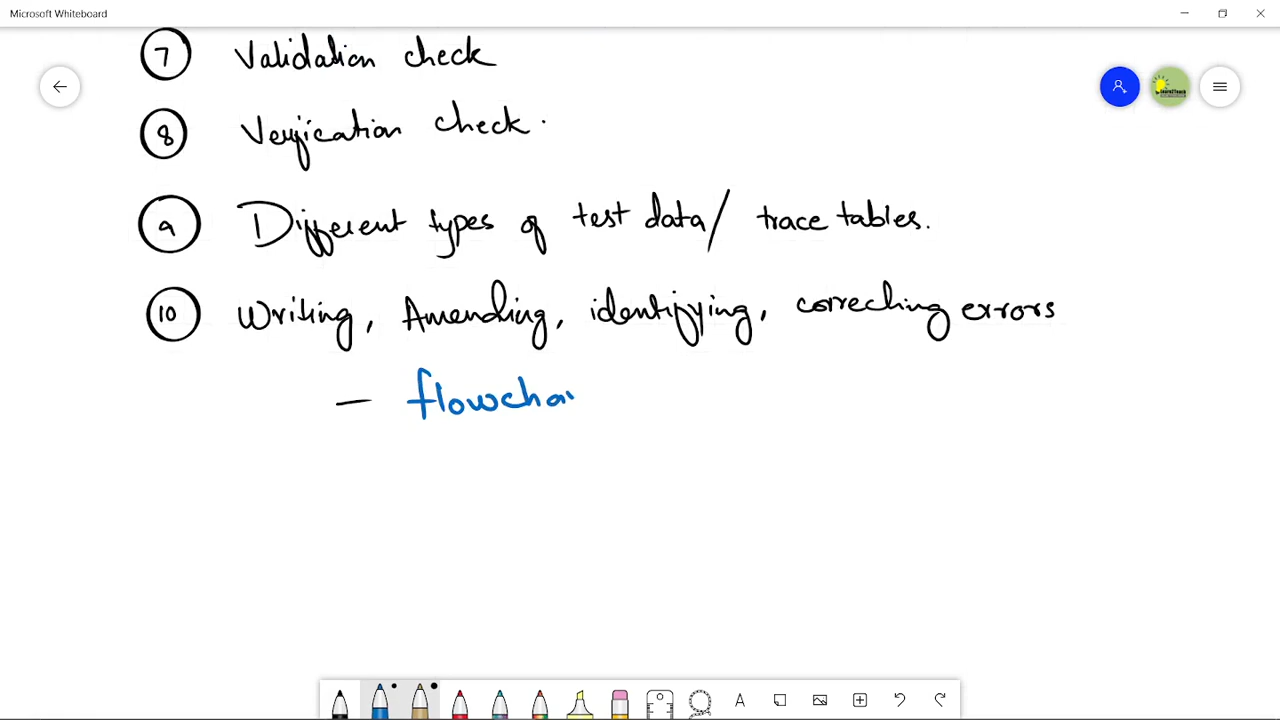 Microsoft Whiteboard
7 Validation check
8 Verification check.
9 Different types of test data/ trace tables.
10 Writing, Amending, identifying, correcting errors
— flowcha
A